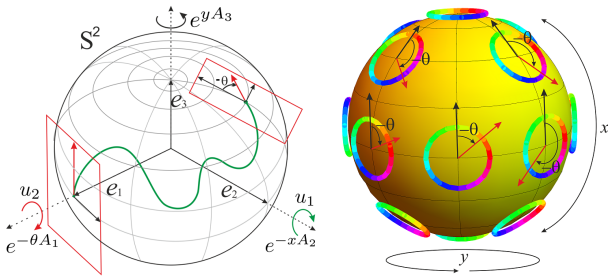 S²
e^{yA_3}
-θ
e_3
e_1
e_2
u_2
u_1
e^{-θA_1}
e^{-xA_2}
-θ
-θ
-θ
-θ
-θ
x
y